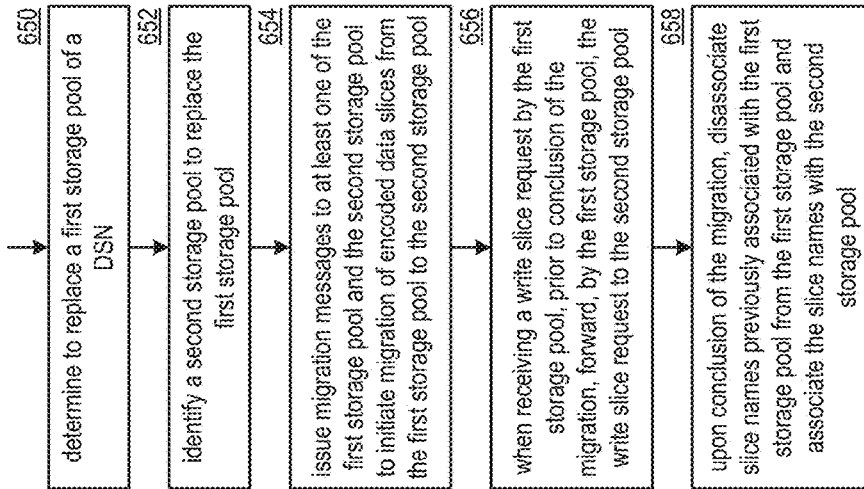 650
determine to replace a first storage pool of a
DSN
652
identify a second storage pool to replace the
first storage pool
654
issue migration messages to at least one of the
first storage pool and the second storage pool
to initiate migration of encoded data slices from
the first storage pool to the second storage pool
656
when receiving a write slice request by the first
storage pool, prior to conclusion of the
migration, forward, by the first storage pool, the
write slice request to the second storage pool
658
upon conclusion of the migration, disassociate
slice names previously associated with the first
storage pool from the first storage pool and
associate the slice names with the second
storage pool